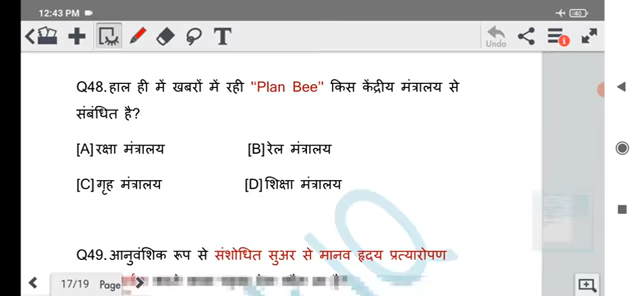 12:43 PM
40
Undo
Q48. हाल ही में खबरों में रही "Plan Bee" किस केंद्रीय मंत्रालय से
संबंधित है?
[A] रक्षा मंत्रालय [B] रेल मंत्रालय
[C] गृह मंत्रालय [D] शिक्षा मंत्रालय
Q49. आनुवंशिक रूप से संशोधित सुअर से मानव हृदय प्रत्यारोपण
17/19 Page